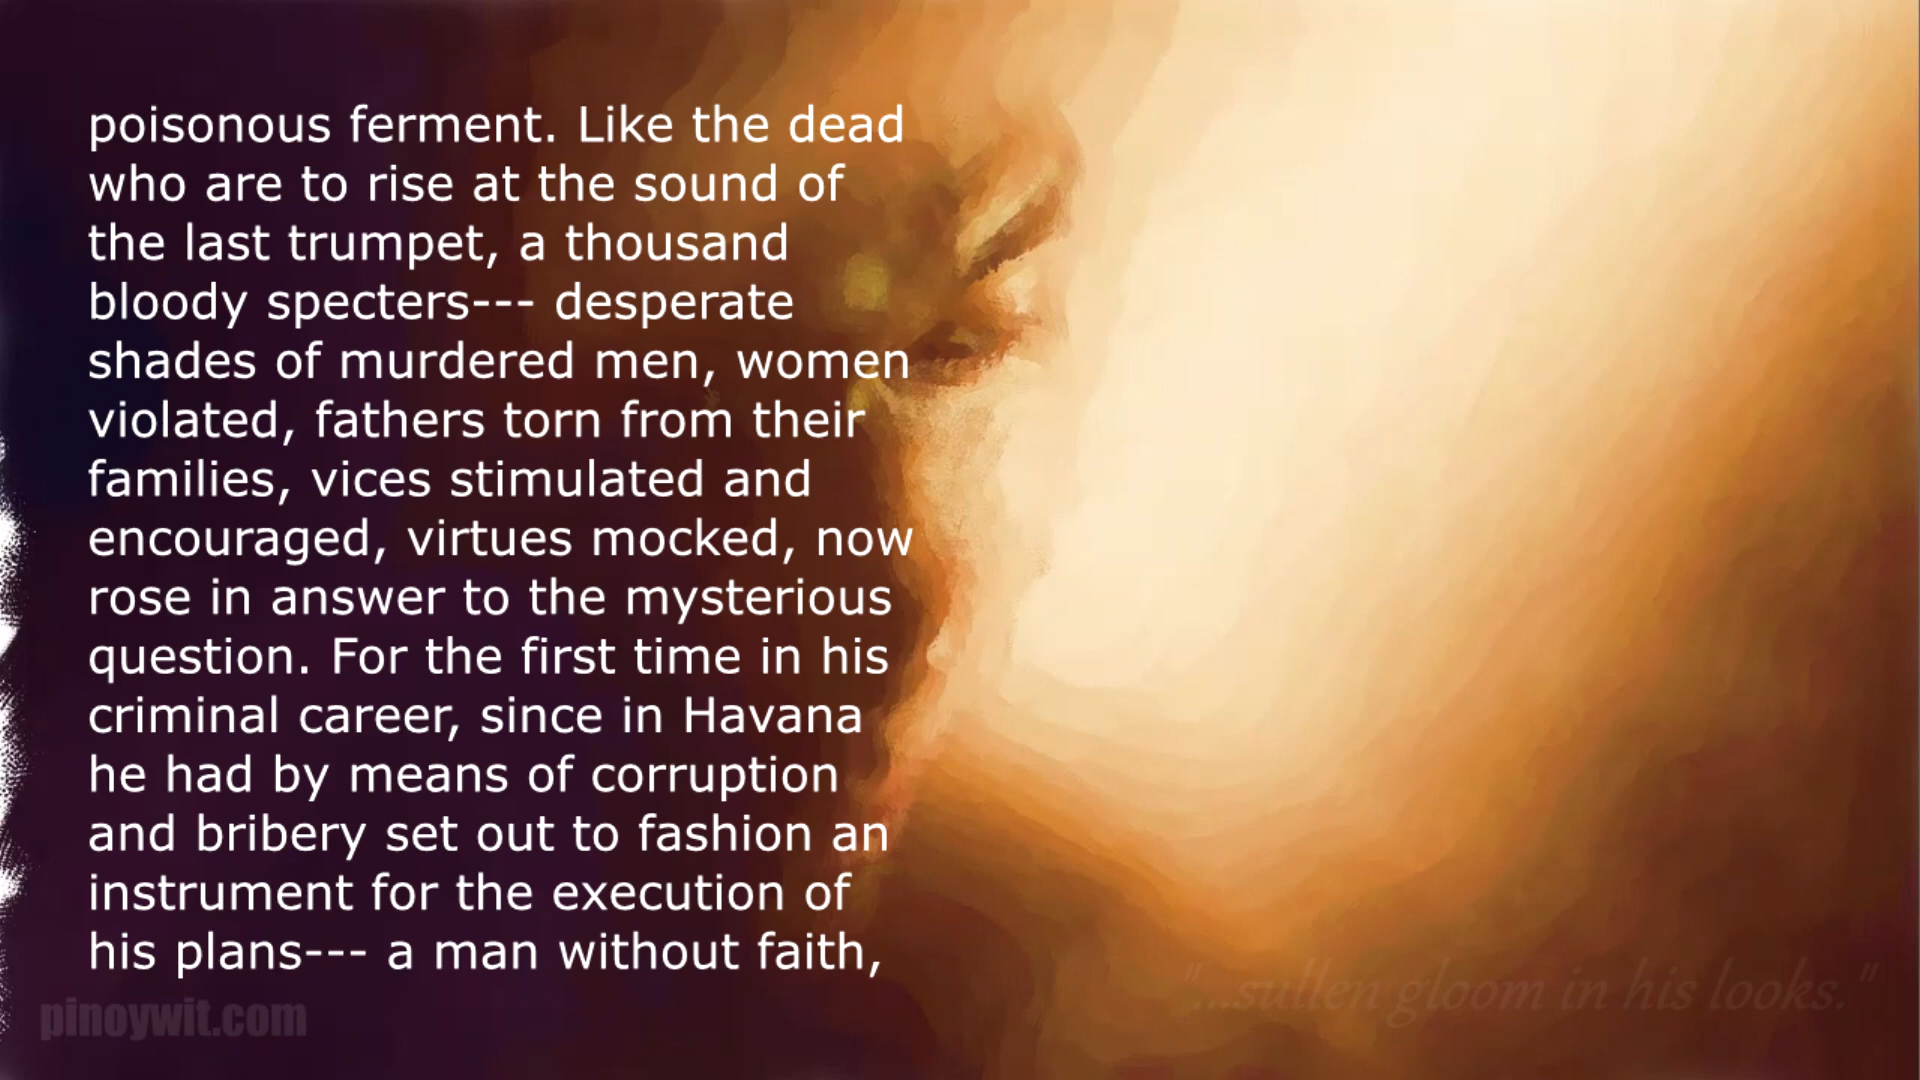 poisonous ferment. Like the dead
who are to rise at the sound of
the last trumpet, a thousand
bloody specters--- desperate
shades of murdered men, women
violated, fathers torn from their
families, vices stimulated and
encouraged, virtues mocked, now
rose in answer to the mysterious
question. For the first time in his
criminal career, since in Havana
he had by means of corruption
and bribery set out to fashion an
instrument for the execution of
his plans--- a man without faith,
"...sullen gloom in his looks."
pinoywit.com